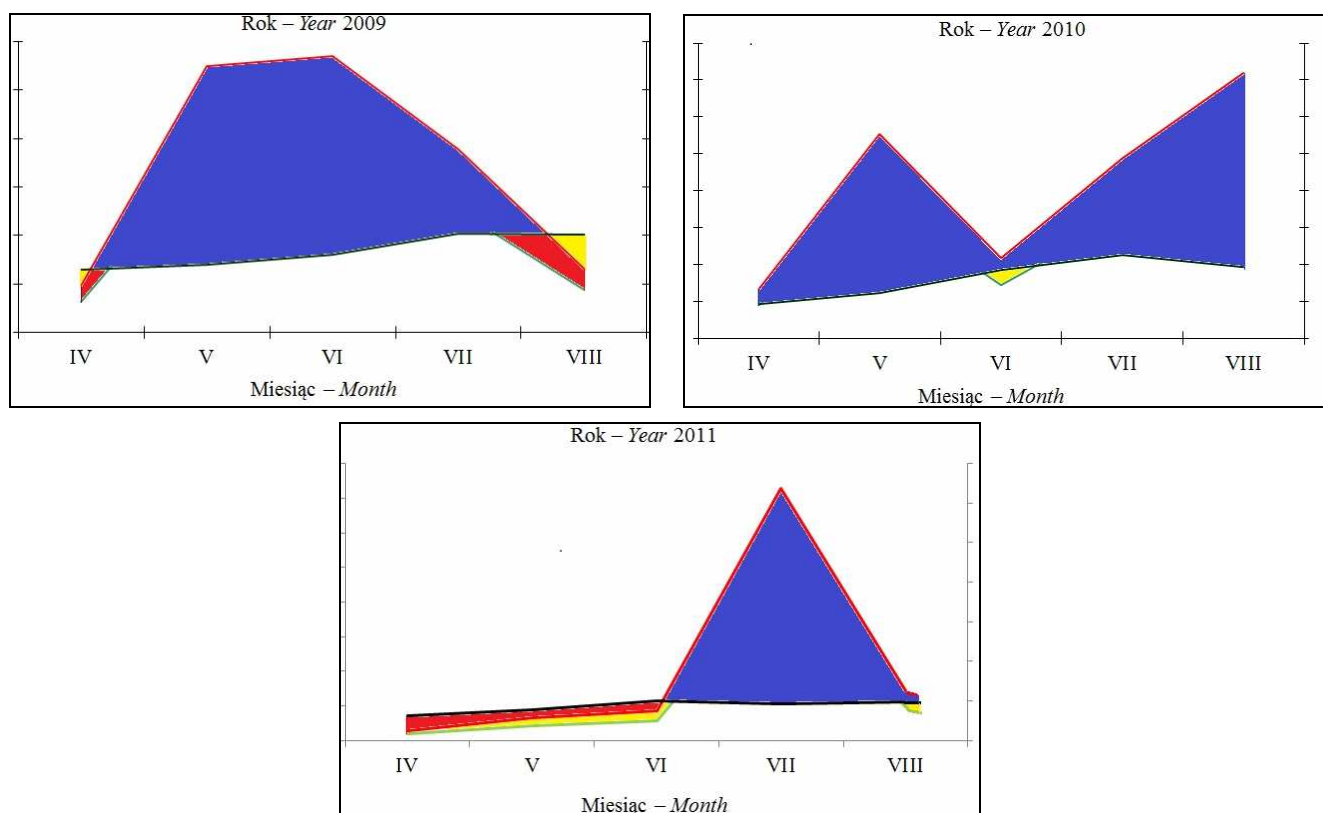 Rok – Year 2009
IV V VI VII VIII
Miesiąc – Month
Rok – Year 2010
IV V VI VII VIII
Miesiąc – Month
Rok – Year 2011
IV V VI VII VIII
Miesiąc – Month